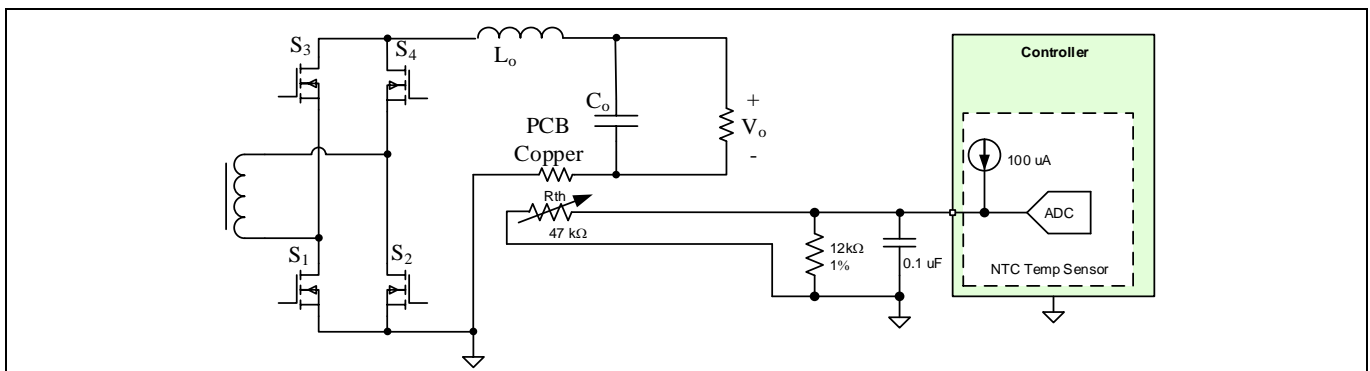 S3
S4
Lo
Co
PCB
Copper
+
Vo
-
Rth
47 kΩ
S1
S2
12kΩ
1%
0.1 uF
Controller
100 uA
ADC
NTC Temp Sensor